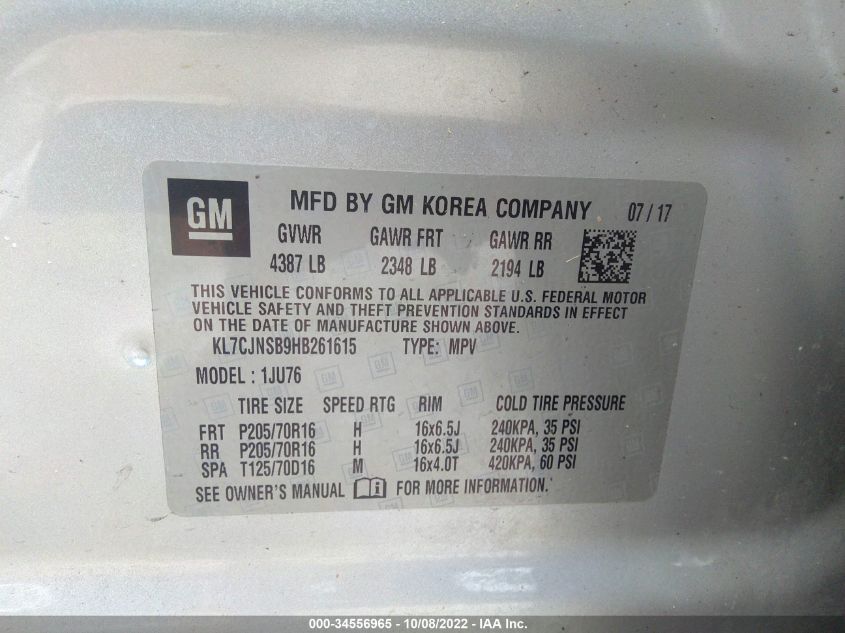 GM
MFD BY GM KOREA COMPANY 07/17
GVWR GAWR FRT GAWR RR
4387 LB 2348 LB 2194 LB
THIS VEHICLE CONFORMS TO ALL APPLICABLE U.S. FEDERAL MOTOR
VEHICLE SAFETY AND THEFT PREVENTION STANDARDS IN EFFECT
ON THE DATE OF MANUFACTURE SHOWN ABOVE.
KL7CJNSB9HB261615 TYPE: MPV
MODEL : 1JU76
TIRE SIZE SPEED RTG RIM COLD TIRE PRESSURE
FRT P205/70R16 H 16x6.5J 240KPA, 35 PSI
RR P205/70R16 H 16x6.5J 240KPA, 35 PSI
SPA T125/70D16 M 16x4.0T 420KPA, 60 PSI
SEE OWNER'S MANUAL FOR MORE INFORMATION.
000-34556965 - 10/08/2022 - IAA Inc.